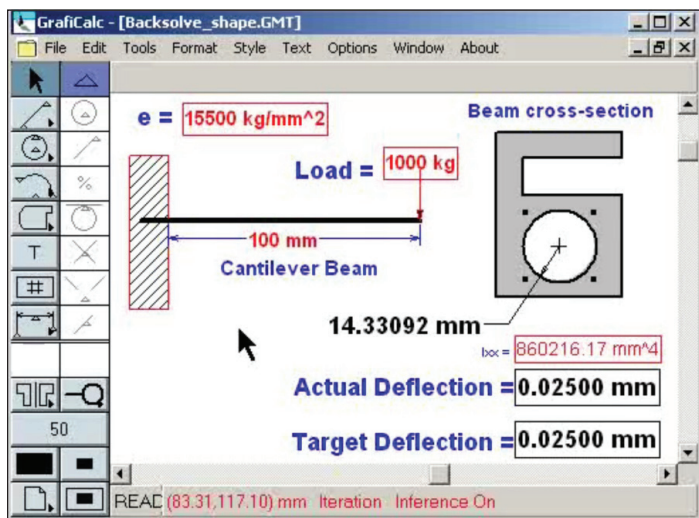 GrafiCalc - [Backsolve_shape.GMT]
File Edit Tools Format Style Text Options Window About
e = 15500 kg/mm^2
Beam cross-section
Load = 1000 kg
100 mm
Cantilever Beam
14.33092 mm
Ixx = 860216.17 mm^4
Actual Deflection = 0.02500 mm
Target Deflection = 0.02500 mm
%
T
#
50
READ (83.31,117.10) mm Iteration Inference On